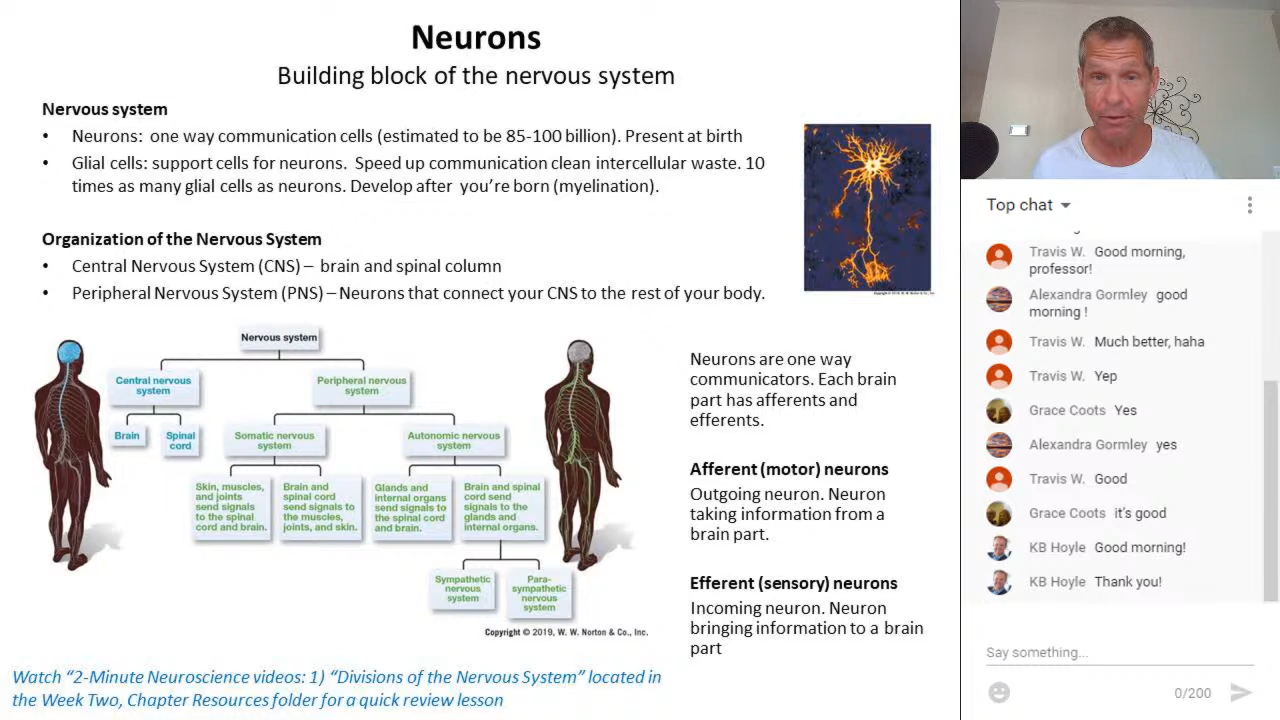 Neurons
Building block of the nervous system
Nervous system
• Neurons: one way communication cells (estimated to be 85-100 billion). Present at birth
• Glial cells: support cells for neurons. Speed up communication clean intercellular waste. 10
times as many glial cells as neurons. Develop after you’re born (myelination).
Organization of the Nervous System
• Central Nervous System (CNS) – brain and spinal column
• Peripheral Nervous System (PNS) – Neurons that connect your CNS to the rest of your body.
Nervous system
Central nervous
system
Peripheral nervous
system
Brain
Spinal
cord
Somatic nervous
system
Autonomic nervous
system
Skin, muscles,
and joints
send signals
to the spinal
cord and brain.
Brain and
spinal cord
send signals to
the muscles,
joints, and skin.
Glands and
internal organs
send signals to
the spinal cord
and brain.
Brain and spinal
cord send
signals to the
glands and
internal organs.
Sympathetic
nervous
system
Para-
sympathetic
nervous
system
Copyright © 2019, W. W. Norton & Co., Inc.
Neurons are one way
communicators. Each brain
part has afferents and
efferents.
Afferent (motor) neurons
Outgoing neuron. Neuron
taking information from a
brain part.
Efferent (sensory) neurons
Incoming neuron. Neuron
bringing information to a brain
part
Watch “2-Minute Neuroscience videos: 1) “Divisions of the Nervous System” located in
the Week Two, Chapter Resources folder for a quick review lesson
Top chat
Travis W. Good morning,
professor!
Alexandra Gormley good
morning !
Travis W. Much better, haha
Travis W. Yep
Grace Coots Yes
Alexandra Gormley yes
Travis W. Good
Grace Coots it's good
KB Hoyle Good morning!
KB Hoyle Thank you!
Say something...
0/200